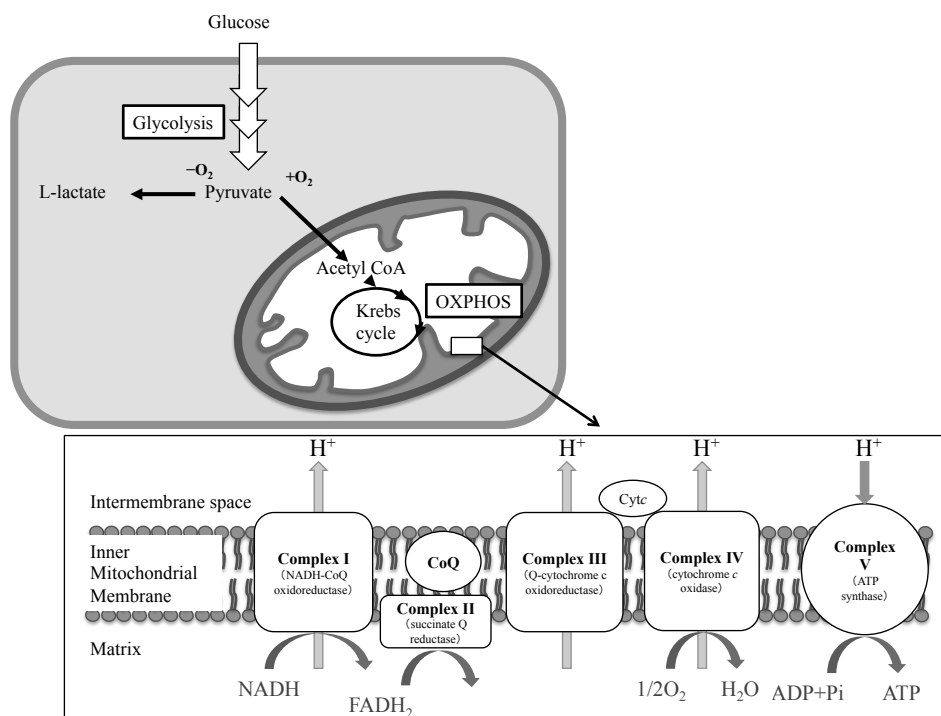 Glucose
Glycolysis
−O2
+O2
L-lactate
Pyruvate
Acetyl CoA
OXPHOS
Krebs
cycle
H+
H+
H+
H+
Intermembrane space
Cytc
Inner
Mitochondrial
Membrane
Complex I
(NADH-CoQ
oxidoreductase)
CoQ
Complex II
(succinate Q
reductase)
Complex III
(Q-cytochrome c
oxidoreductase)
Complex IV
(cytochrome c
oxidase)
Complex
V
(ATP
synthase)
Matrix
NADH
FADH2
1/2O2
H2O
ADP+Pi
ATP